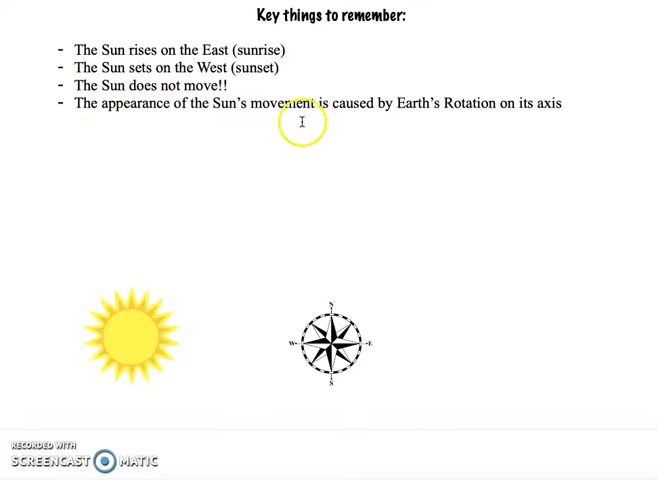 Key things to remember:
- The Sun rises on the East (sunrise)
- The Sun sets on the West (sunset)
- The Sun does not move!!
- The appearance of the Sun's movement is caused by Earth's Rotation on its axis
N
W E
S
RECORDED WITH
SCREENCAST MATIC